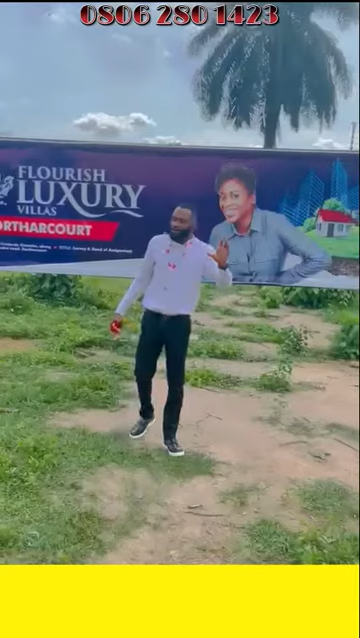 0806 280 1423
FLOURISH
LUXURY
VILLAS
ORTHARCOURT